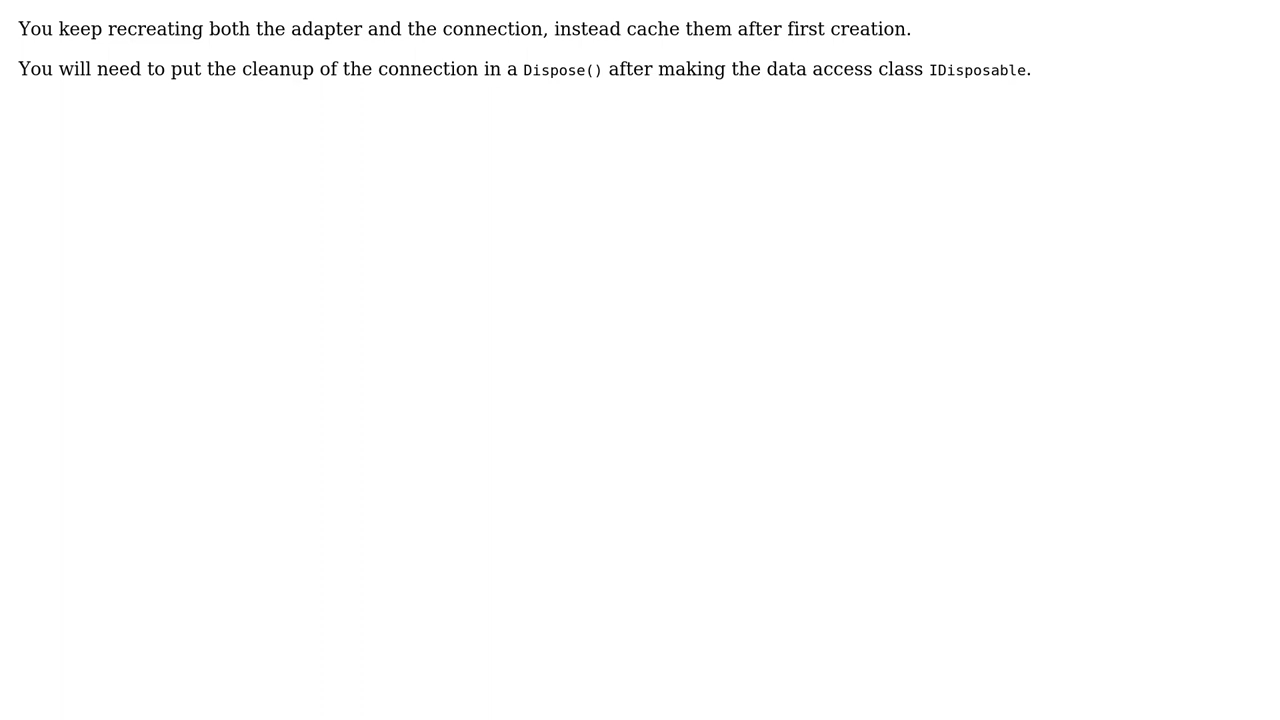 You keep recreating both the adapter and the connection, instead cache them after first creation.
You will need to put the cleanup of the connection in a Dispose() after making the data access class IDisposable.